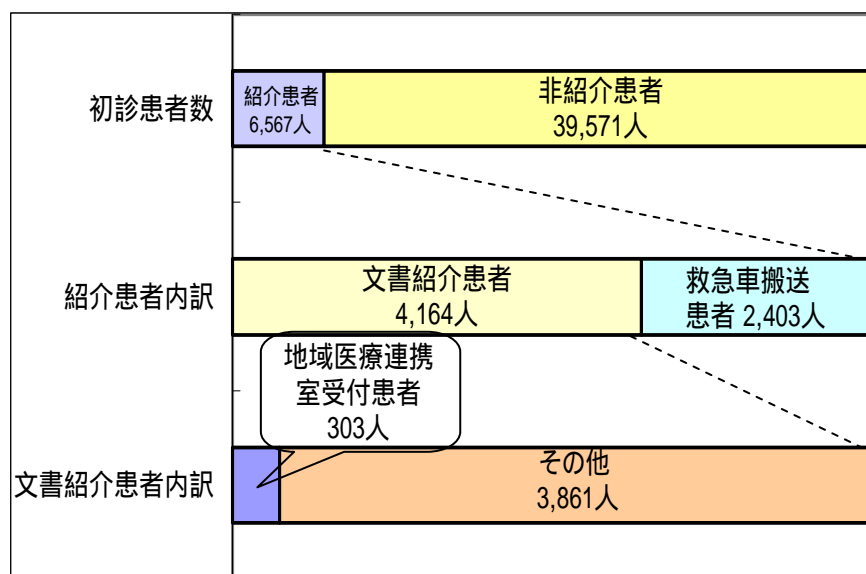 初診患者数
紹介患者
6,567人
非紹介患者
39,571人
紹介患者内訳
文書紹介患者
4,164人
救急車搬送
患者 2,403人
地域医療連携
室受付患者
303人
文書紹介患者内訳
その他
3,861人